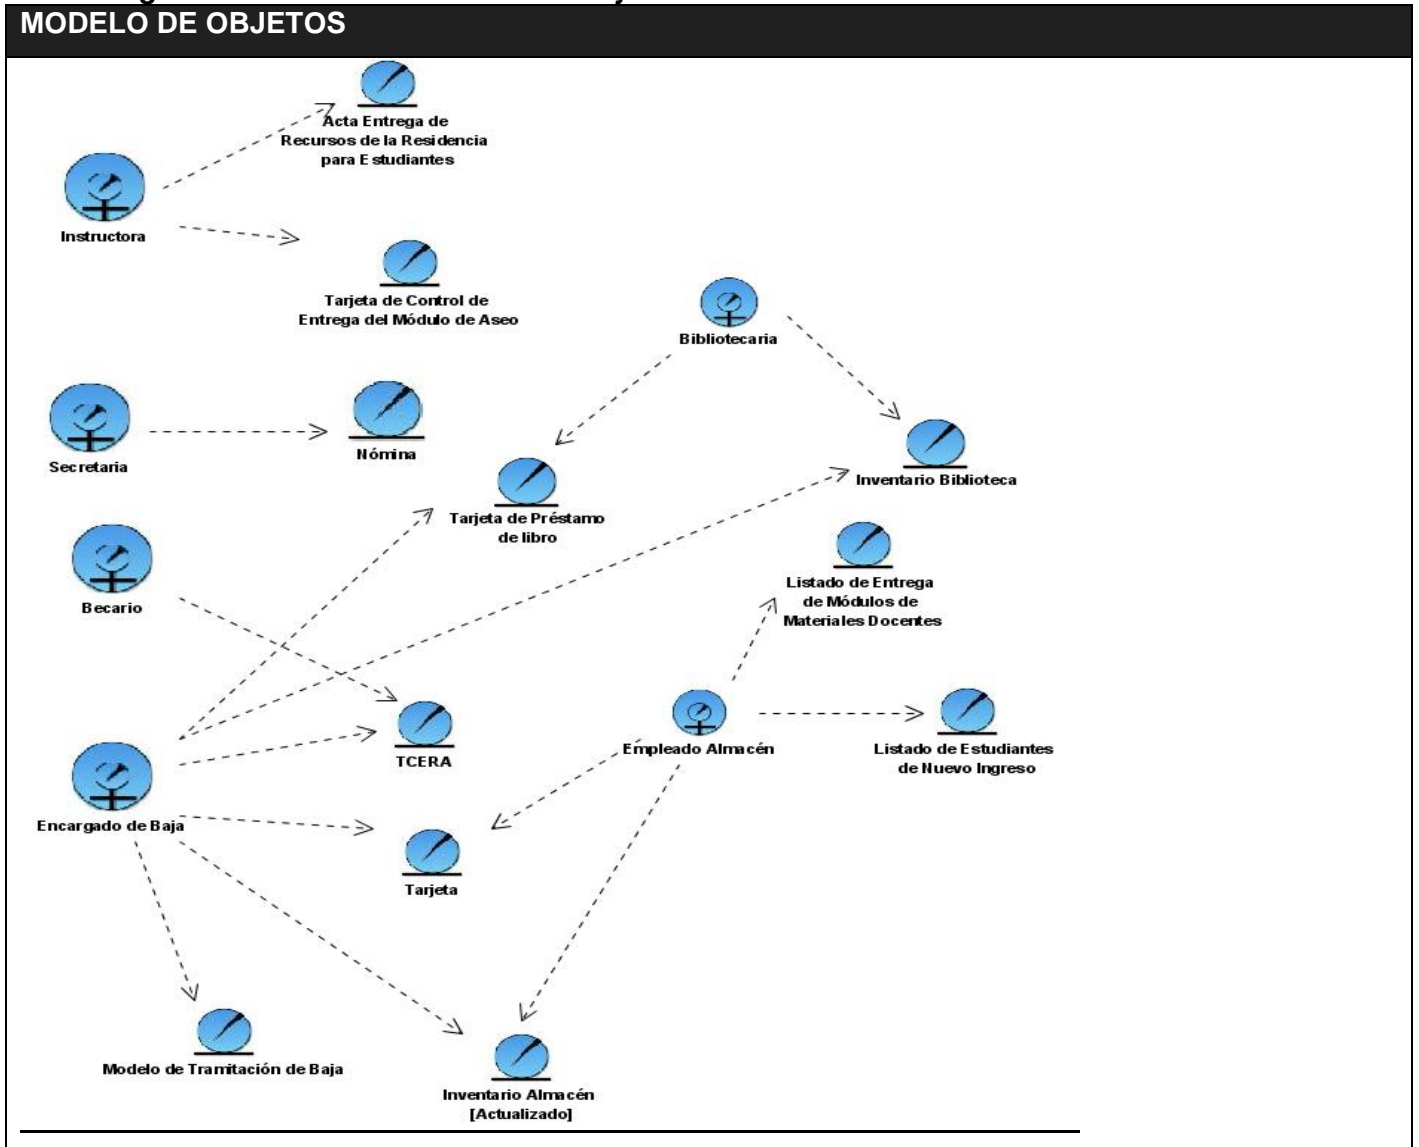 MODELO DE OBJETOS
Acta Entrega de
Recursos de la Residencia
para Estudiantes
Instructora
Tarjeta de Control de
Entrega del Módulo de Aseo
Bibliotecaria
Secretaria
Nómina
Inventario Biblioteca
Tarjeta de Préstamo
de libro
Listado de Entrega
de Módulos de
Materiales Docentes
Becario
Empleado Almacén
Listado de Estudiantes
de Nuevo Ingreso
TCERA
Encargado de Baja
Tarjeta
Modelo de Tramitación de Baja
Inventario Almacén
[Actualizado]